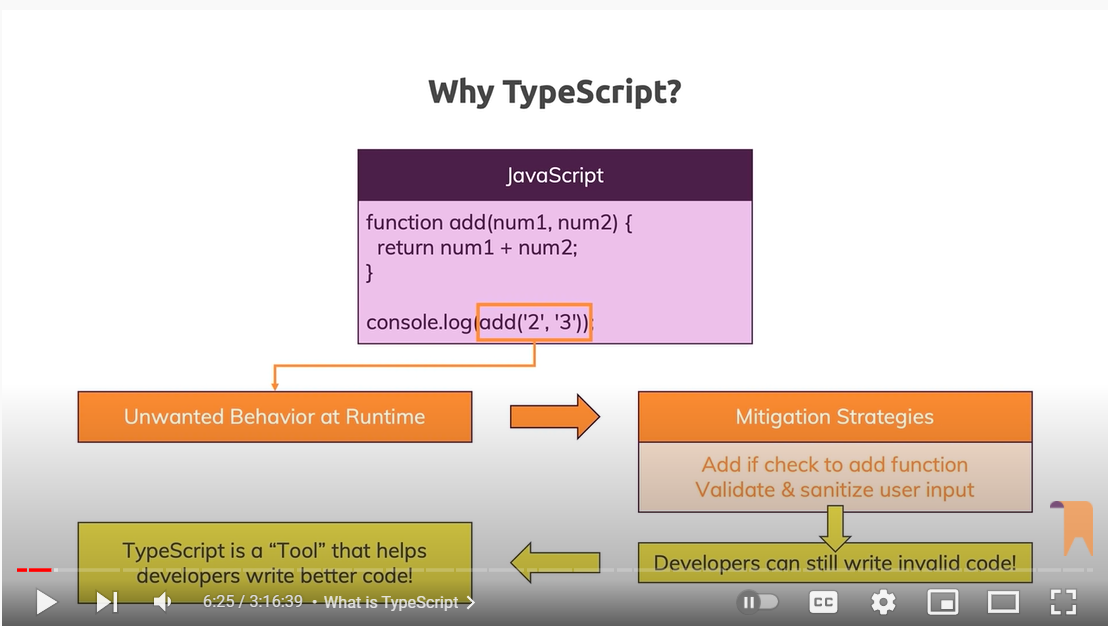 Why TypeScript?
JavaScript
function add(num1, num2) {
return num1 + num2;
}
console.log(add('2', '3'));
Unwanted Behavior at Runtime
Mitigation Strategies
Add if check to add function
Validate & sanitize user input
Developers can still write invalid code!
TypeScript is a “Tool” that helps
developers write better code!
6:25 / 3:16:39 • What is TypeScript
CC